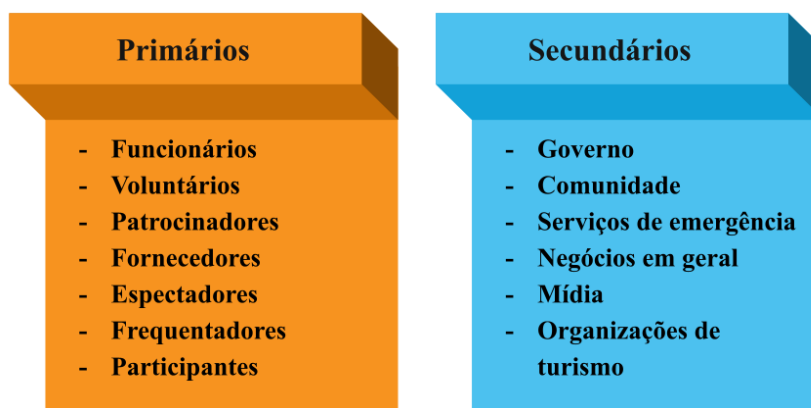 Primários
- Funcionários
- Voluntários
- Patrocinadores
- Fornecedores
- Espectadores
- Frequentadores
- Participantes
Secundários
- Governo
- Comunidade
- Serviços de emergência
- Negócios em geral
- Mídia
- Organizações de
turismo